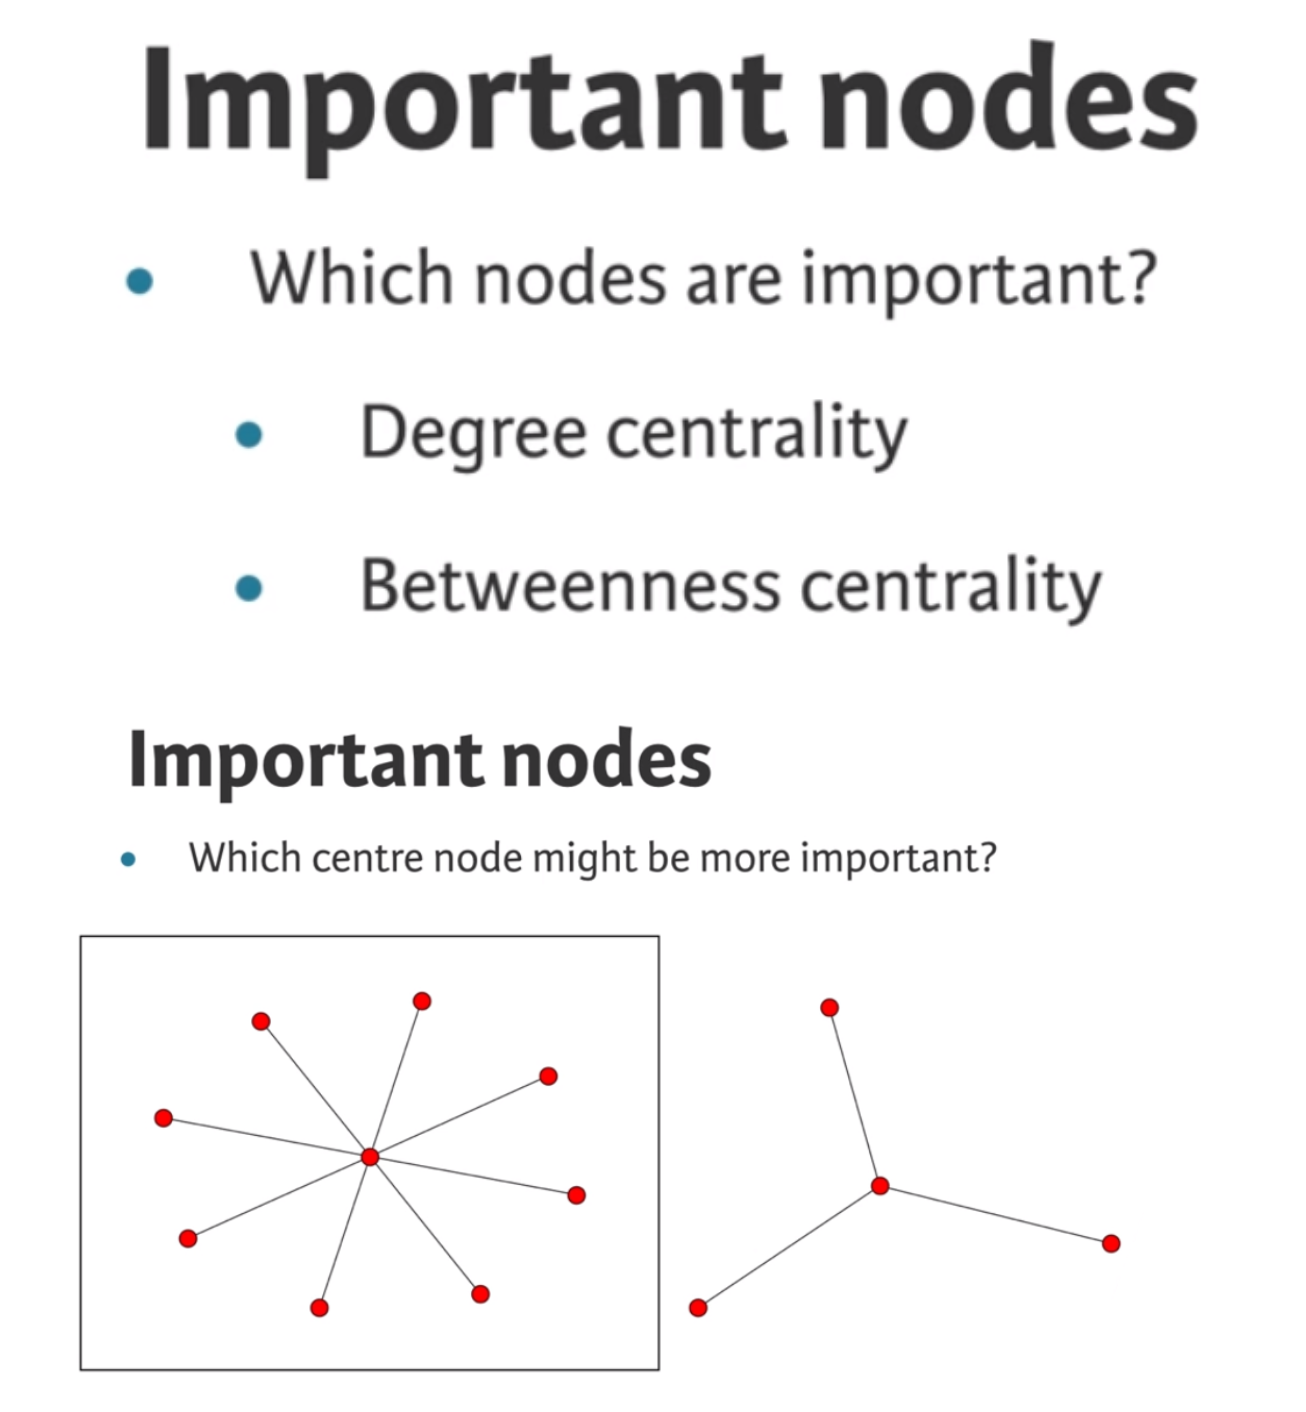 Important nodes
Which nodes are important?
Degree centrality
Betweenness centrality
Important nodes
Which centre node might be more important?